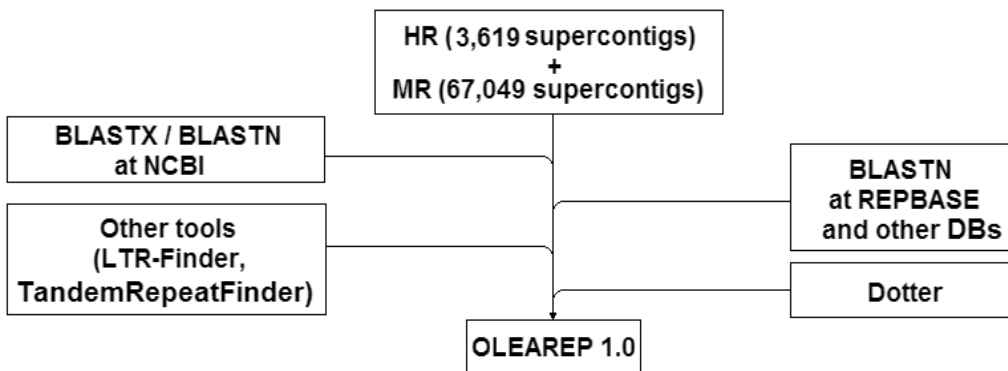 HR (3,619 supercontigs)
+
MR (67,049 supercontigs)
BLASTX / BLASTN
at NCBI
BLASTN
at REPBASE
and other DBs
Other tools
(LTR-Finder,
TandemRepeatFinder)
Dotter
OLEAREP 1.0